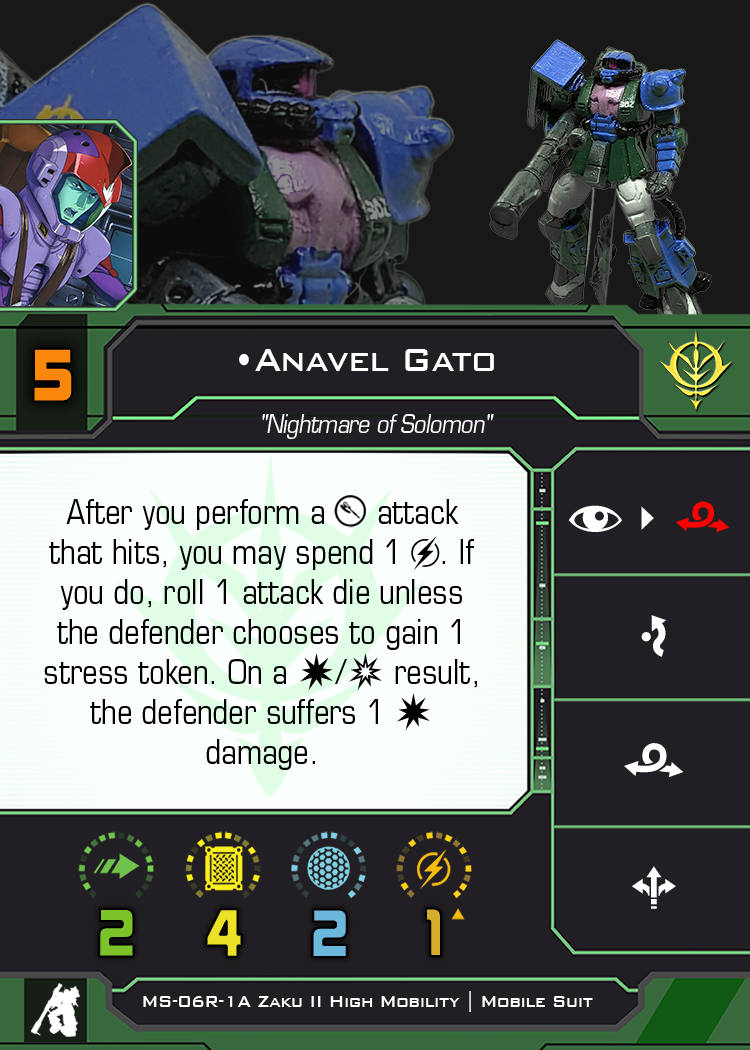 502
502
5
•Anavel Gato
"Nightmare of Solomon"
After you perform a attack
that hits, you may spend 1 . If
you do, roll 1 attack die unless
the defender chooses to gain 1
stress token. On a / result,
the defender suffers 1
damage.
2 4 2 1
MS-06R-1A Zaku II High Mobility | Mobile Suit